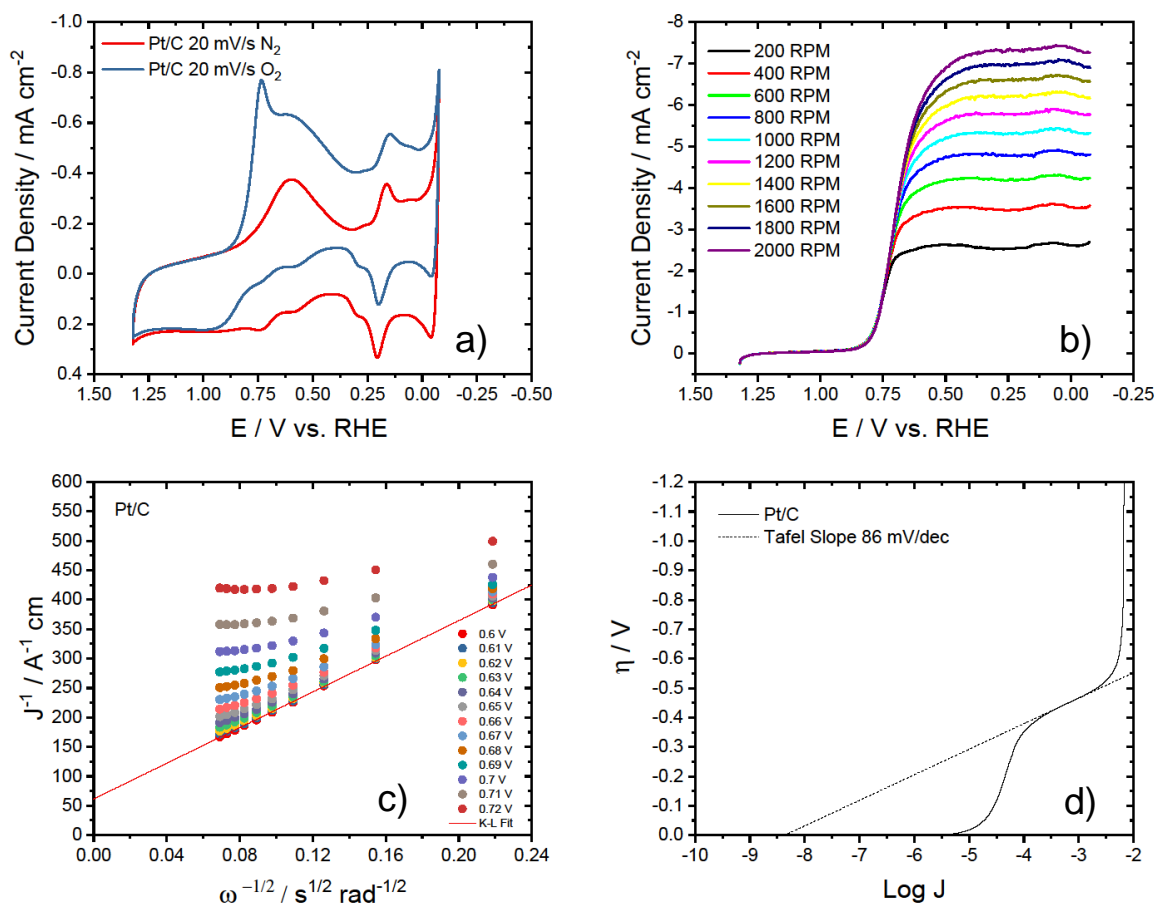 Pt/C 20 mV/s N₂
Pt/C 20 mV/s O₂
-1.0
-0.8
-0.6
-0.4
-0.2
0.0
0.2
0.4
Current Density / mA cm⁻²
a)
1.50 1.25 1.00 0.75 0.50 0.25 0.00 -0.25 -0.50
E / V vs. RHE
200 RPM
400 RPM
600 RPM
800 RPM
1000 RPM
1200 RPM
1400 RPM
1600 RPM
1800 RPM
2000 RPM
-8
-7
-6
-5
-4
-3
-2
-1
0
Current Density / mA cm⁻²
b)
1.50 1.25 1.00 0.75 0.50 0.25 0.00 -0.25
E / V vs. RHE
Pt/C
600
550
500
450
400
350
300
250
200
150
100
50
0
J⁻¹ / A⁻¹ cm
0.6 V
0.61 V
0.62 V
0.63 V
0.64 V
0.65 V
0.66 V
0.67 V
0.68 V
0.69 V
0.7 V
0.71 V
0.72 V
K-L Fit
c)
0.00 0.04 0.08 0.12 0.16 0.20 0.24
ω⁻¹/² / s¹/² rad⁻¹/²
Pt/C
Tafel Slope 86 mV/dec
-1.2
-1.1
-1.0
-0.9
-0.8
-0.7
-0.6
-0.5
-0.4
-0.3
-0.2
-0.1
0.0
η / V
d)
-10 -9 -8 -7 -6 -5 -4 -3 -2
Log J